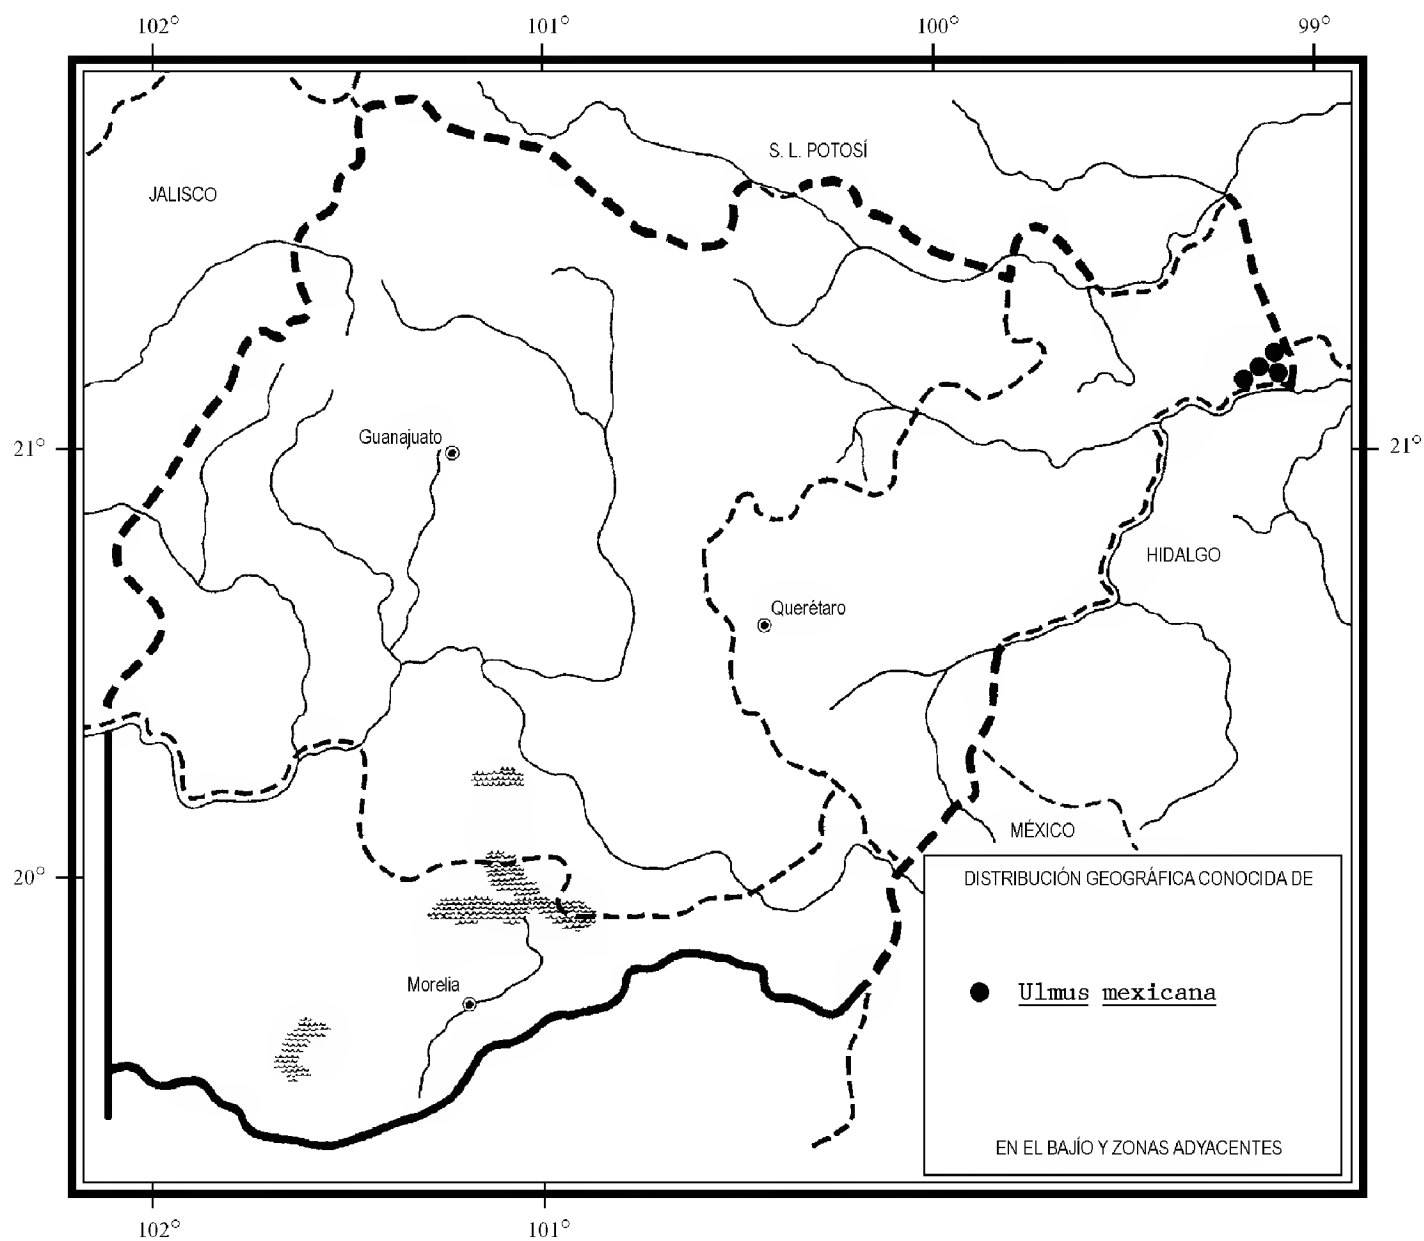 102° 101° 100° 99°
S. L. POTOSÍ
JALISCO
Guanajuato
21° 21°
HIDALGO
Querétaro
MÉXICO
20°
DISTRIBUCIÓN GEOGRÁFICA CONOCIDA DE
Morelia
Ulmus mexicana
EN EL BAJÍO Y ZONAS ADYACENTES
102° 101°